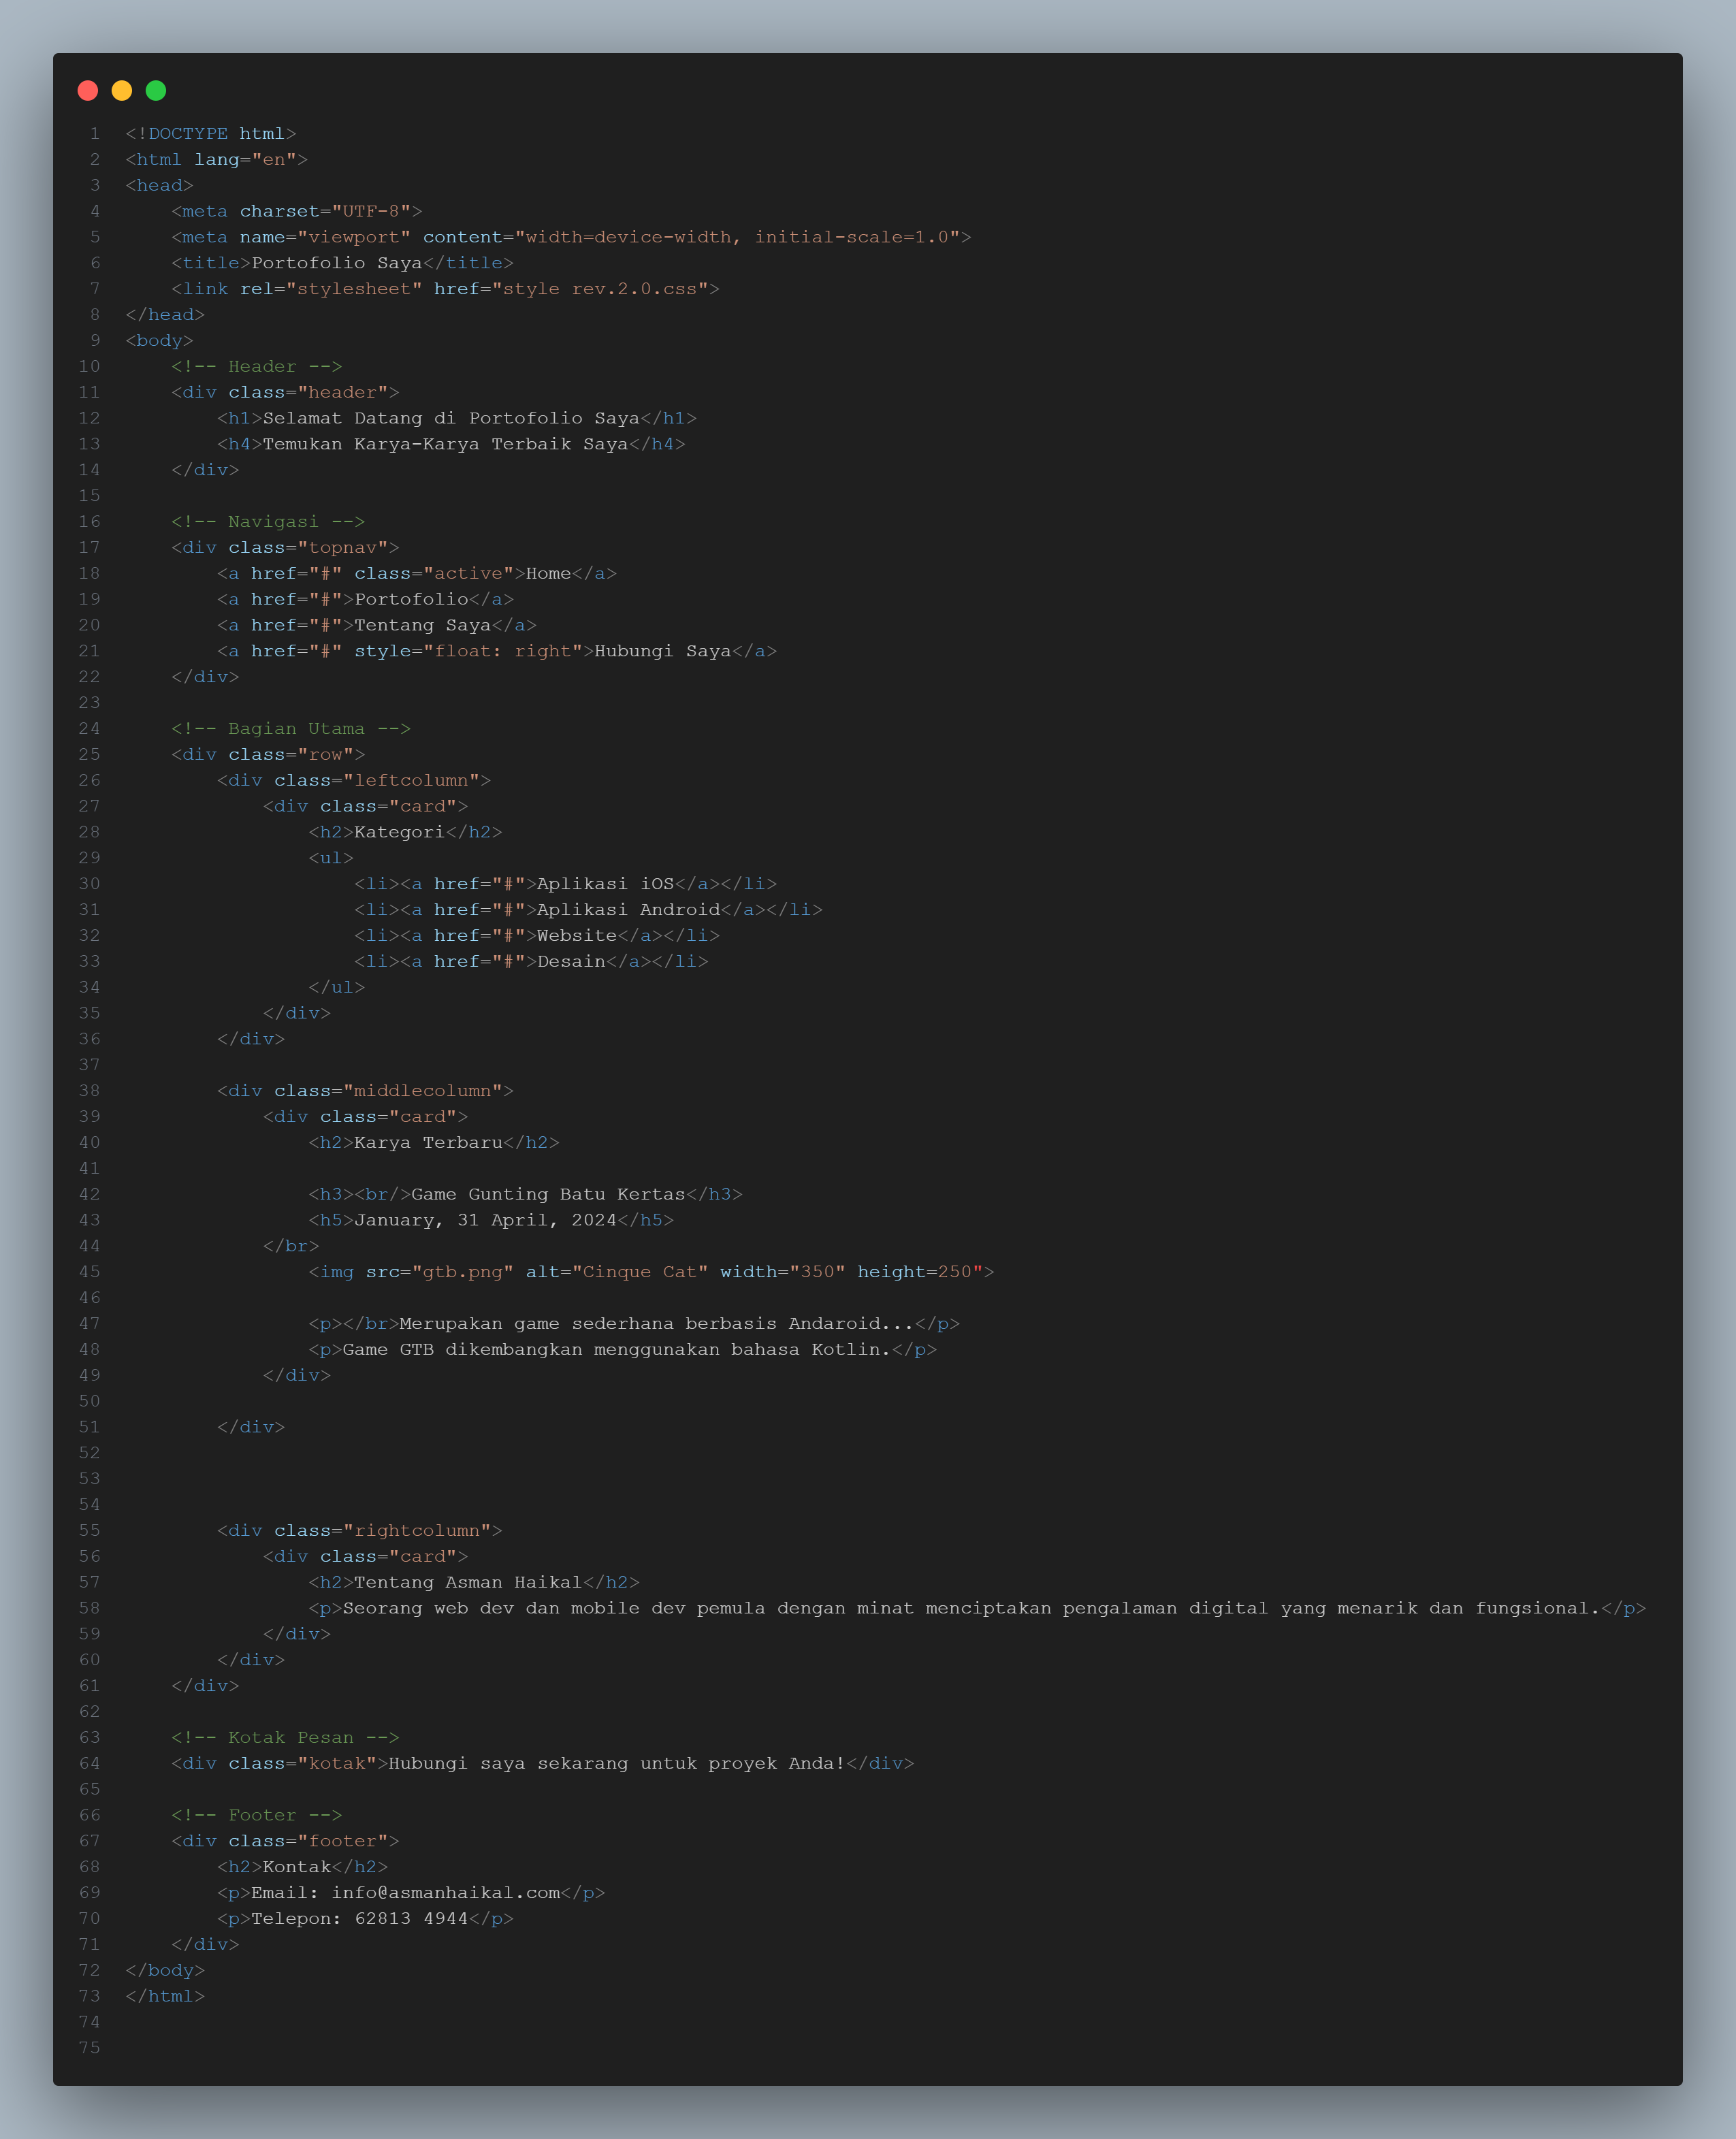 1 <!DOCTYPE html>
2 <html lang="en">
3 <head>
4     <meta charset="UTF-8">
5     <meta name="viewport" content="width=device-width, initial-scale=1.0">
6     <title>Portofolio Saya</title>
7     <link rel="stylesheet" href="style rev.2.0.css">
8 </head>
9 <body>
10     <!-- Header -->
11     <div class="header">
12         <h1>Selamat Datang di Portofolio Saya</h1>
13         <h4>Temukan Karya-Karya Terbaik Saya</h4>
14     </div>
15
16     <!-- Navigasi -->
17     <div class="topnav">
18         <a href="#" class="active">Home</a>
19         <a href="#">Portofolio</a>
20         <a href="#">Tentang Saya</a>
21         <a href="#" style="float: right">Hubungi Saya</a>
22     </div>
23
24     <!-- Bagian Utama -->
25     <div class="row">
26         <div class="leftcolumn">
27             <div class="card">
28                 <h2>Kategori</h2>
29                 <ul>
30                     <li><a href="#">Aplikasi iOS</a></li>
31                     <li><a href="#">Aplikasi Android</a></li>
32                     <li><a href="#">Website</a></li>
33                     <li><a href="#">Desain</a></li>
34                 </ul>
35             </div>
36         </div>
37
38         <div class="middlecolumn">
39             <div class="card">
40                 <h2>Karya Terbaru</h2>
41
42                 <h3><br/>Game Gunting Batu Kertas</h3>
43                 <h5>January, 31 April, 2024</h5>
44             </br>
45                 <img src="gtb.png" alt="Cinque Cat" width="350" height=250">
46
47                 <p></br>Merupakan game sederhana berbasis Andaroid...</p>
48                 <p>Game GTB dikembangkan menggunakan bahasa Kotlin.</p>
49             </div>
50
51         </div>
52
53
54
55         <div class="rightcolumn">
56             <div class="card">
57                 <h2>Tentang Asman Haikal</h2>
58                 <p>Seorang web dev dan mobile dev pemula dengan minat menciptakan pengalaman digital yang menarik dan fungsional.</p>
59             </div>
60         </div>
61     </div>
62
63     <!-- Kotak Pesan -->
64     <div class="kotak">Hubungi saya sekarang untuk proyek Anda!</div>
65
66     <!-- Footer -->
67     <div class="footer">
68         <h2>Kontak</h2>
69         <p>Email: info@asmanhaikal.com</p>
70         <p>Telepon: 62813 4944</p>
71     </div>
72 </body>
73 </html>
74
75